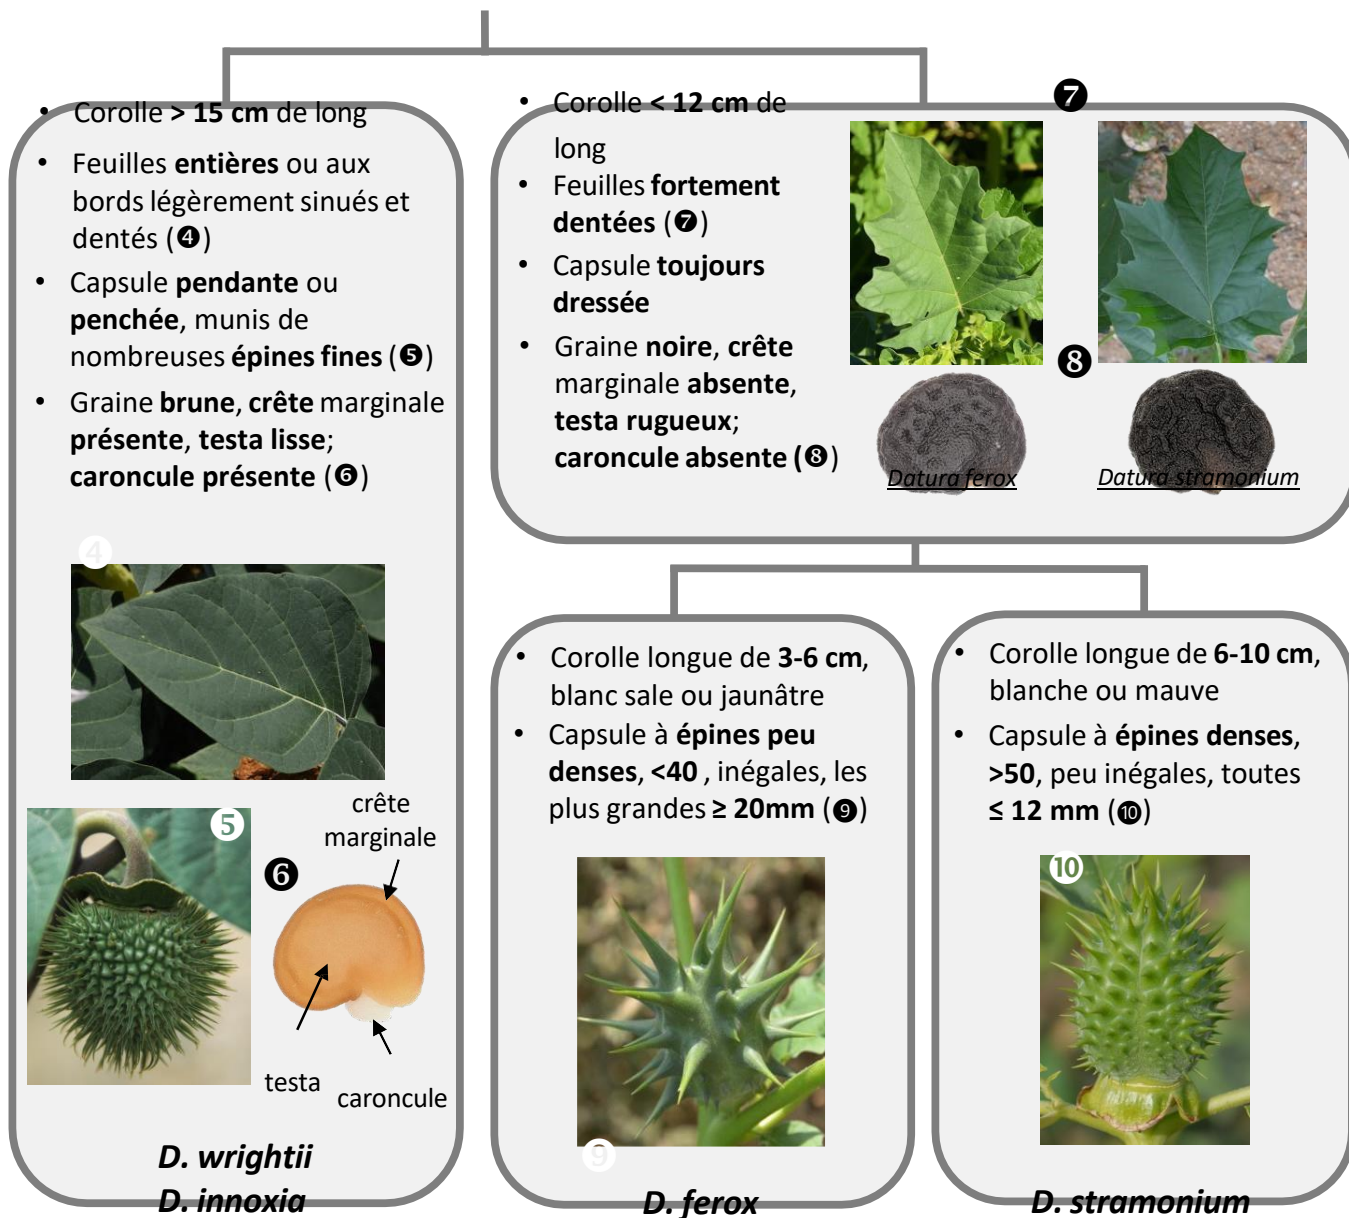 • Corolle > 15 cm de long
• Feuilles entières ou aux
bords légèrement sinués et
dentés (❹)
• Capsule pendante ou
penchée, munis de
nombreuses épines fines (❺)
• Graine brune, crête marginale
présente, testa lisse;
caroncule présente (❻)
❹
❺
❻
crête
marginale
testa
caroncule
D. wrightii
D. innoxia
• Corolle < 12 cm de
long
• Feuilles fortement
dentées (❼)
• Capsule toujours
dressée
• Graine noire, crête
marginale absente,
testa rugueux;
caroncule absente (❽)
❼
❽
Datura ferox
Datura stramonium
• Corolle longue de 3-6 cm,
blanc sale ou jaunâtre
• Capsule à épines peu
denses, <40 , inégales, les
plus grandes ≥ 20mm (❾)
❾
D. ferox
• Corolle longue de 6-10 cm,
blanche ou mauve
• Capsule à épines denses,
>50, peu inégales, toutes
≤ 12 mm (❿)
❿
D. stramonium